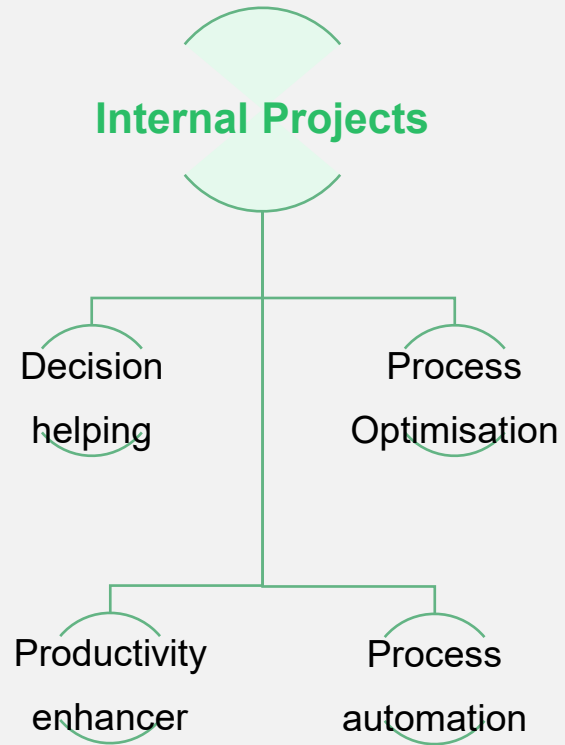 Internal Projects
Decision
helping
Process
Optimisation
Productivity
enhancer
Process
automation